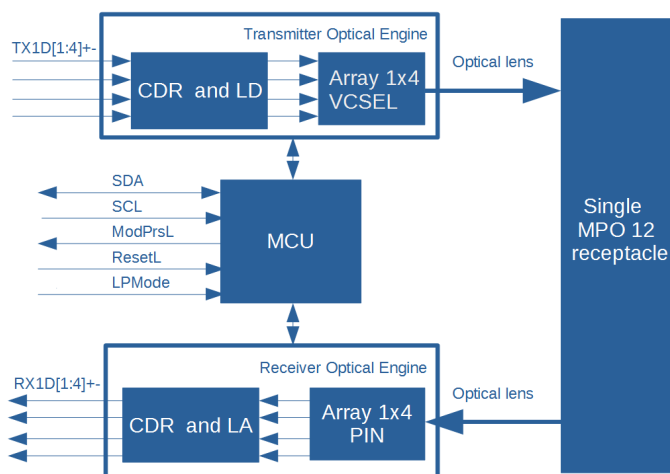 Transmitter Optical Engine
TX1D[1:4]+-
CDR and LD
Array 1x4
VCSEL
Optical lens
SDA
SCL
ModPrsL
ResetL
LPMode
MCU
Single
MPO 12
receptacle
Receiver Optical Engine
RX1D[1:4]+-
CDR and LA
Array 1x4
PIN
Optical lens